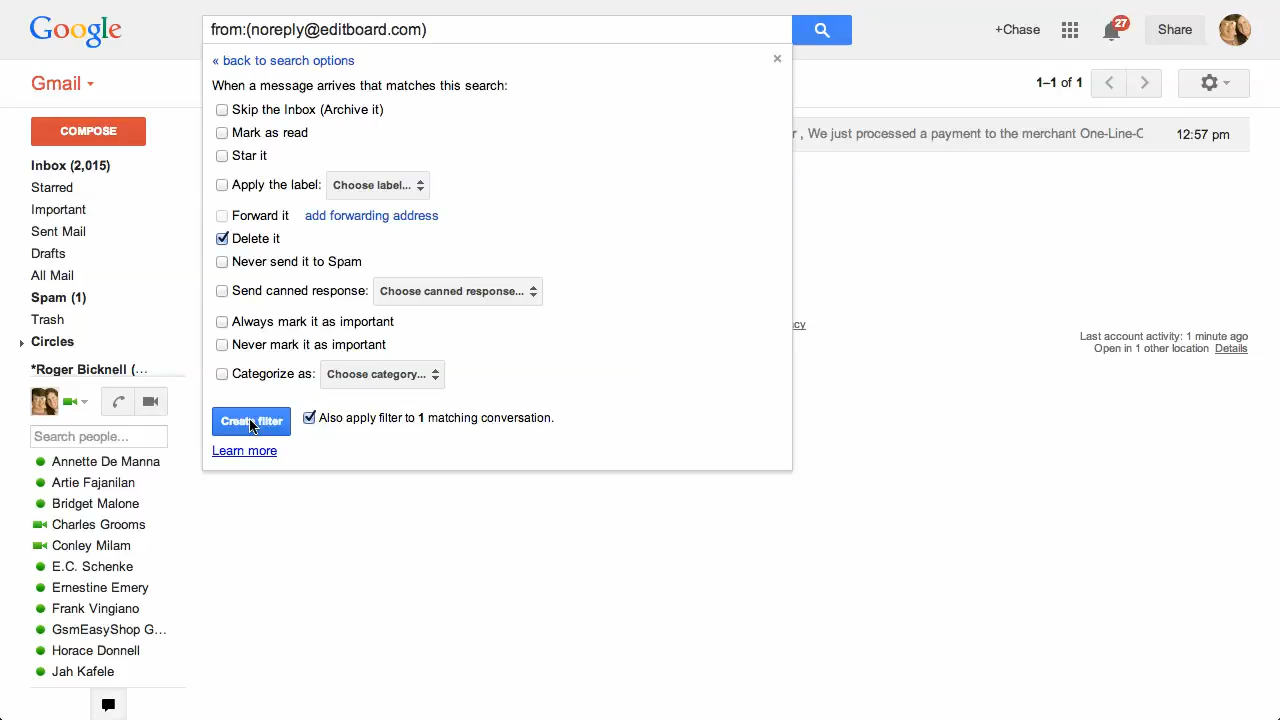 Google
from:(noreply@editboard.com)
+Chase
27
Share
« back to search options
×
Gmail
1–1 of 1
When a message arrives that matches this search:
Skip the Inbox (Archive it)
COMPOSE
Mark as read
r , We just processed a payment to the merchant One-Line-C
12:57 pm
Star it
Inbox (2,015)
Starred
Apply the label: Choose label...
Important
Forward it add forwarding address
Sent Mail
Delete it
Drafts
Never send it to Spam
All Mail
Send canned response: Choose canned response...
Spam (1)
Trash
Always mark it as important
cy
Circles
Never mark it as important
Last account activity: 1 minute ago
Open in 1 other location Details
*Roger Bicknell (…
Categorize as: Choose category...
Create filter
Also apply filter to 1 matching conversation.
Learn more
Search people...
Annette De Manna
Artie Fajanilan
Bridget Malone
Charles Grooms
Conley Milam
E.C. Schenke
Ernestine Emery
Frank Vingiano
GsmEasyShop G…
Horace Donnell
Jah Kafele